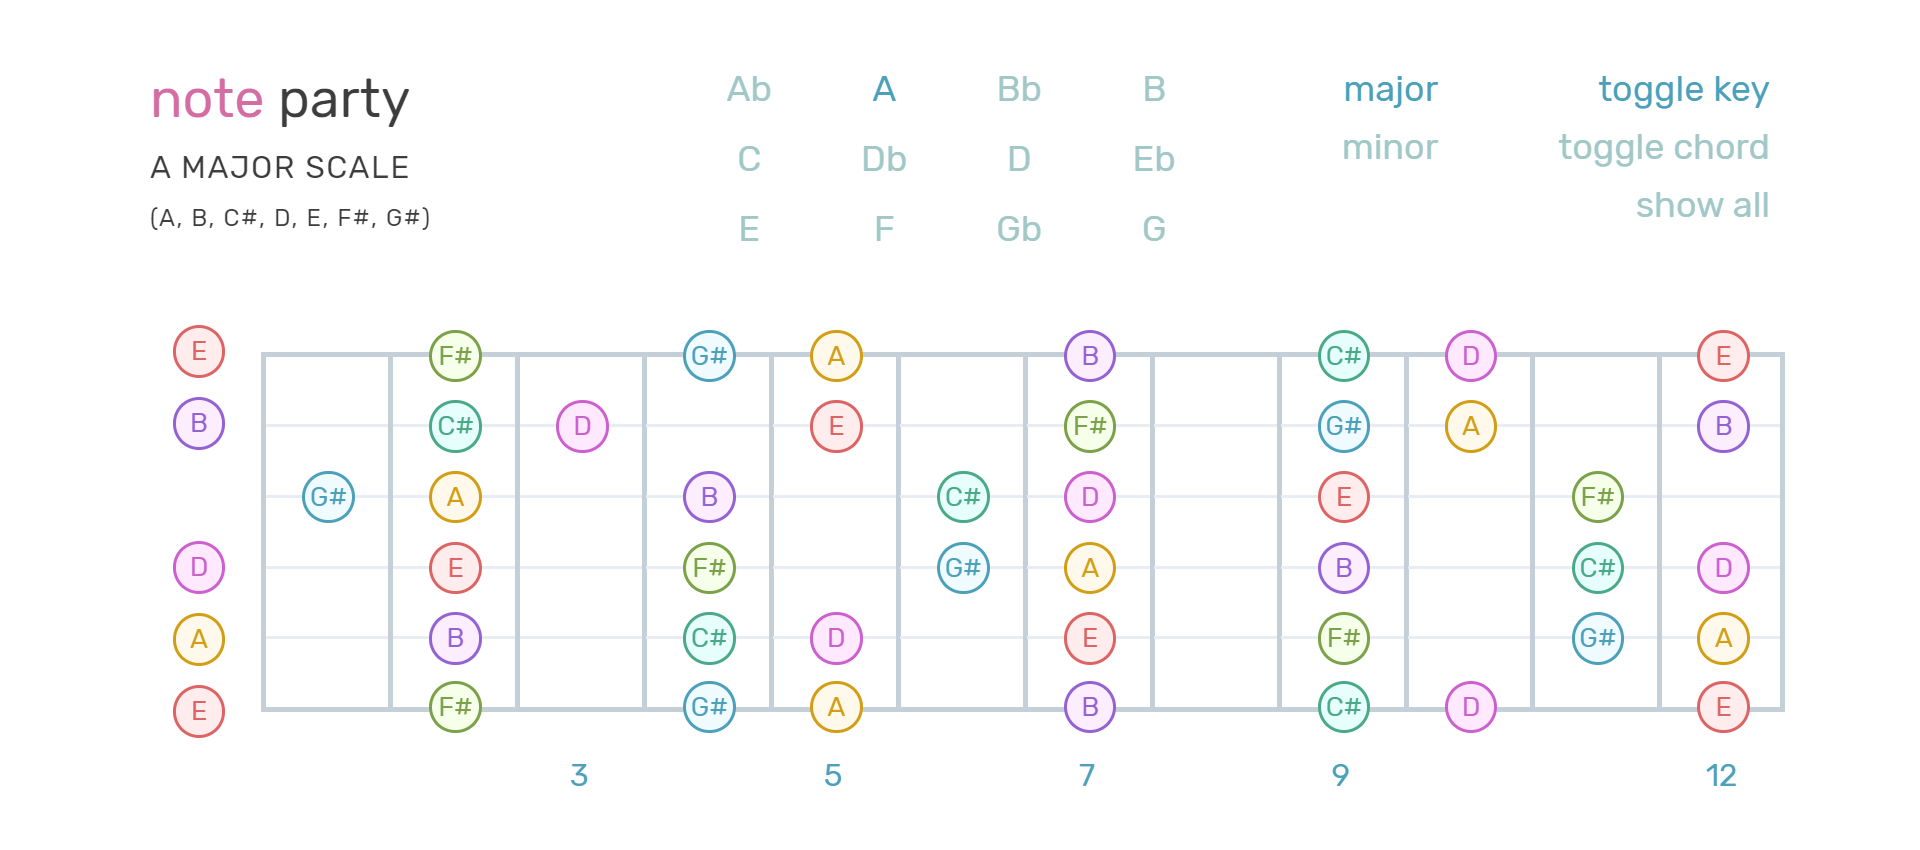 note party
A MAJOR SCALE
(A, B, C#, D, E, F#, G#)
Ab A Bb B
C Db D Eb
E F Gb G
major
minor
toggle key
toggle chord
show all
E F# G# A B C# D E
B C# D E F# G# A B
G# A B C# D E F#
D E F# G# A B C# D
A B C# D E F# G# A
E F# G# A B C# D E
3 5 7 9 12